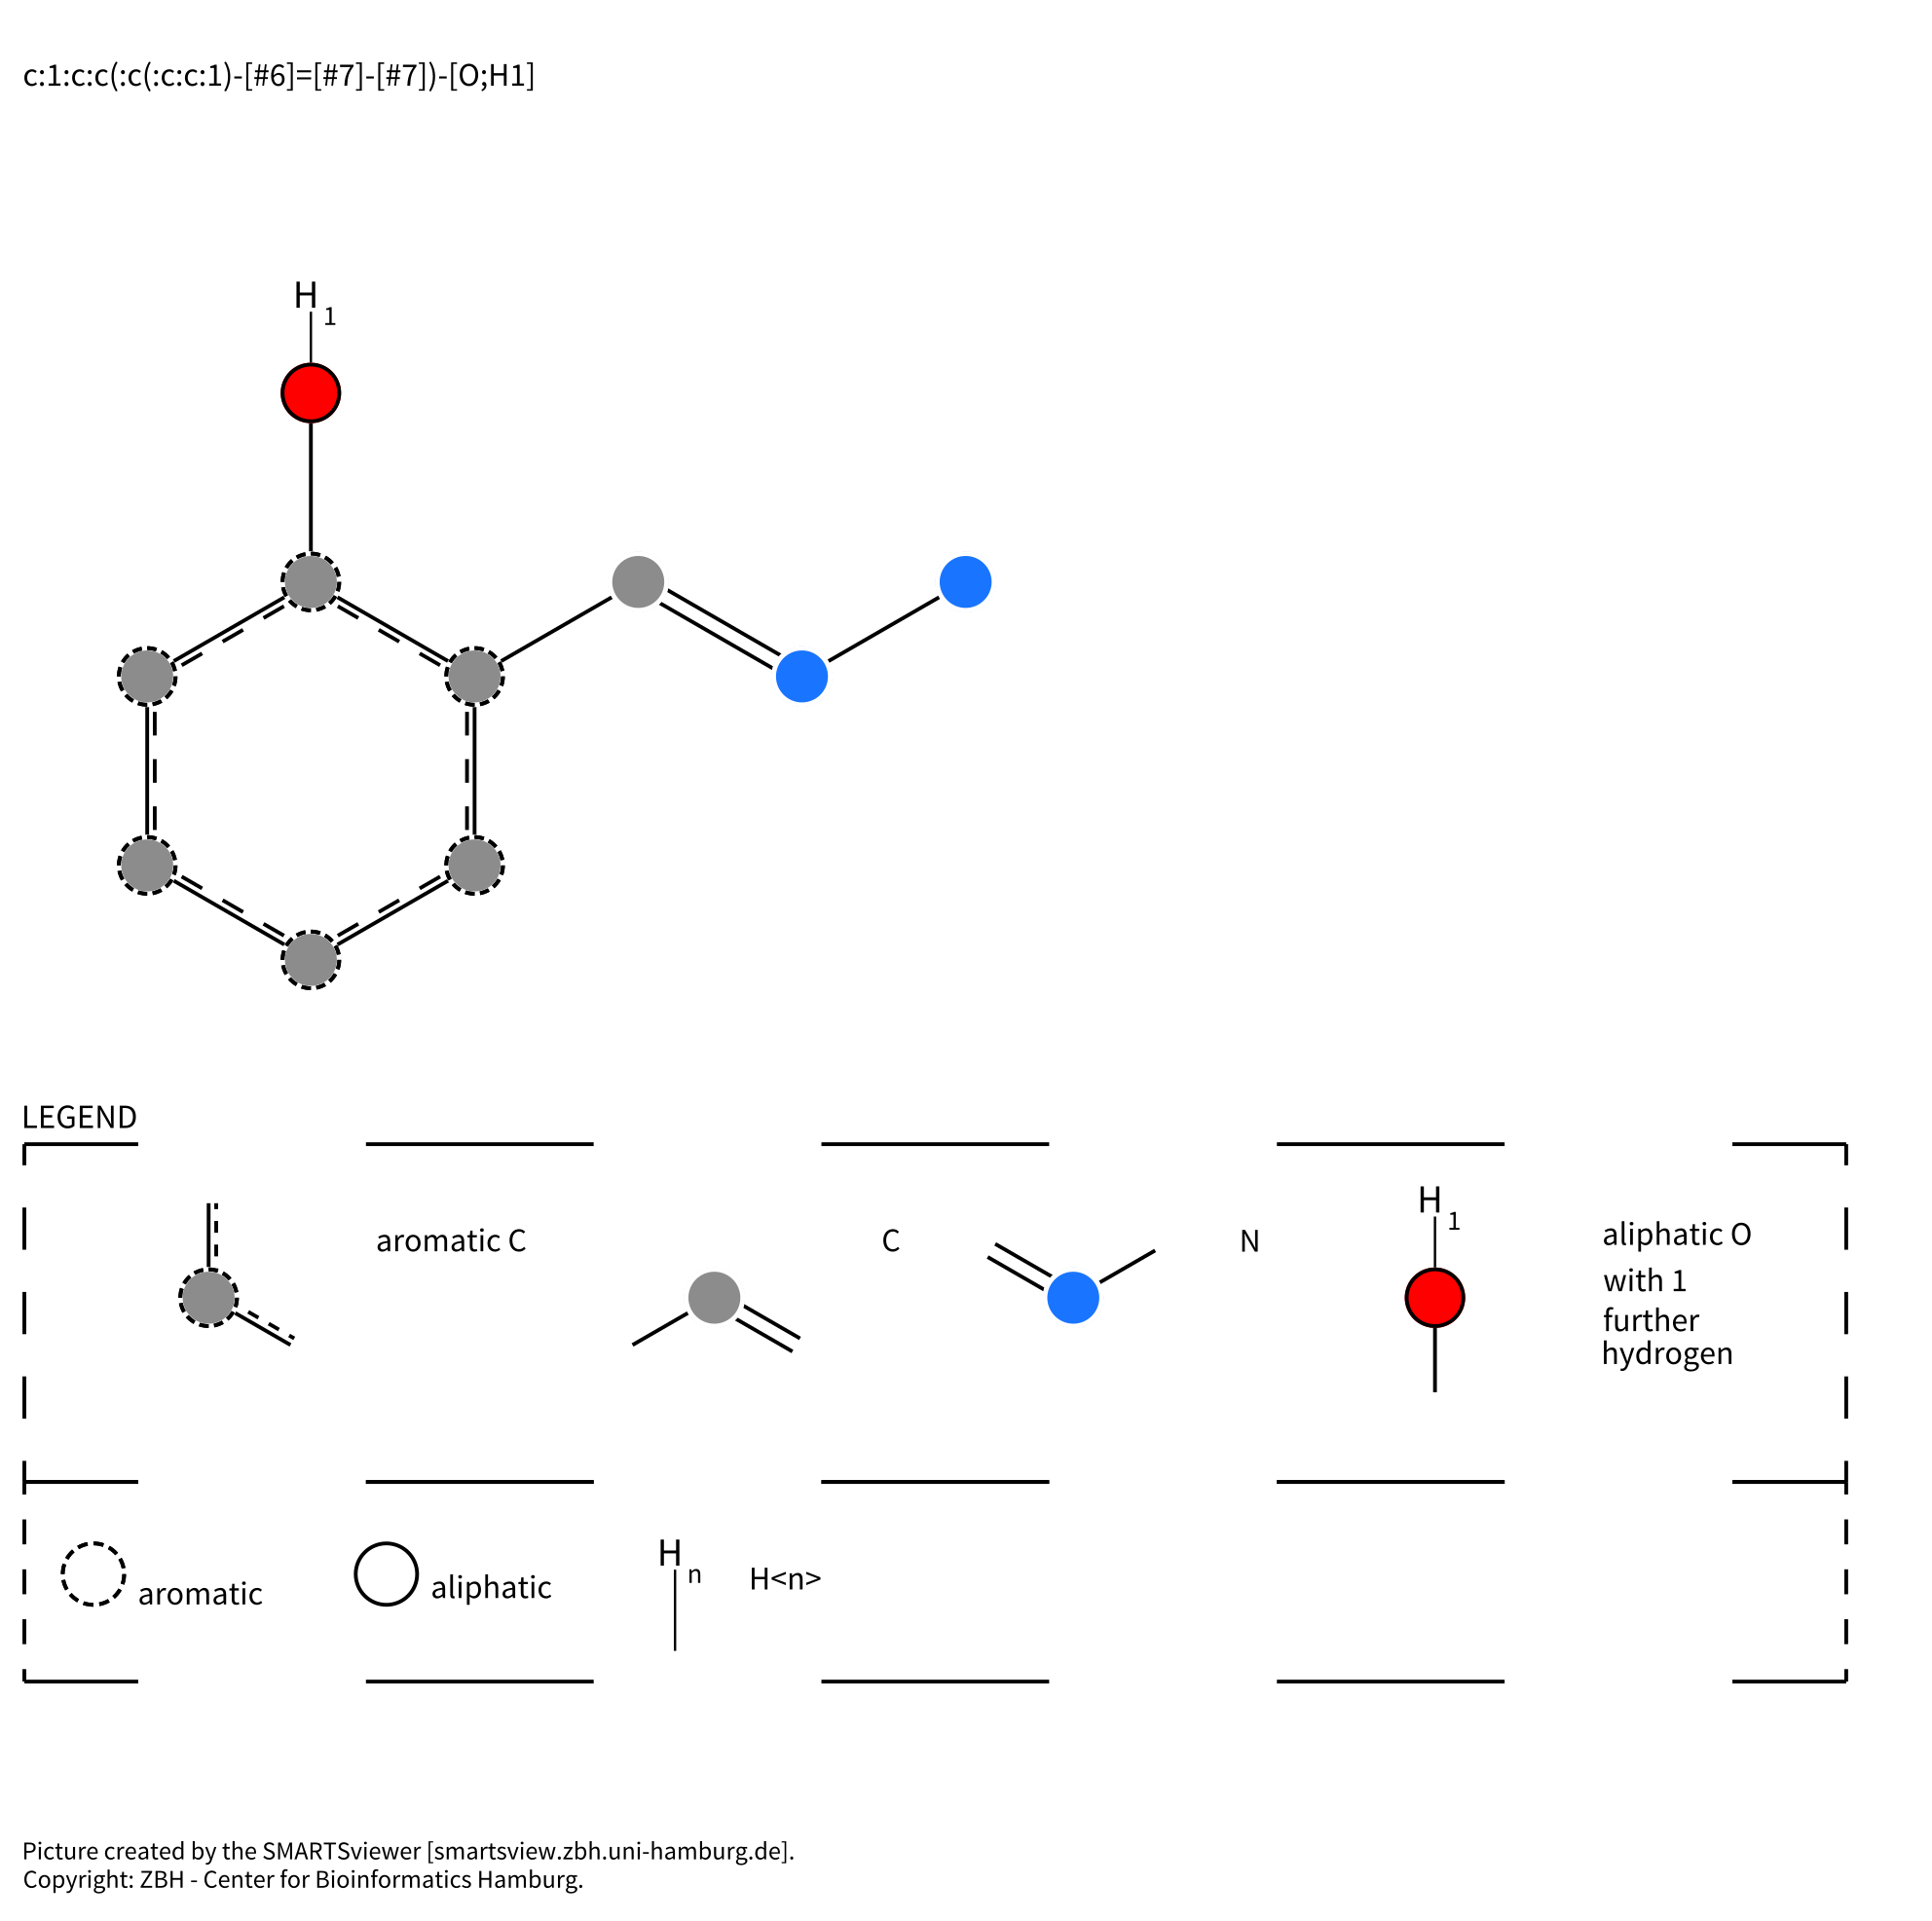 c:1:c:c(:c(:c:c:1)-[#6]=[#7]-[#7])-[O;H1]
H 1
LEGEND
aromatic C
C
N
H 1
aliphatic O
with 1
further
hydrogen
aromatic
aliphatic
H n
H<n>
Picture created by the SMARTSviewer [smartsview.zbh.uni-hamburg.de].
Copyright: ZBH - Center for Bioinformatics Hamburg.